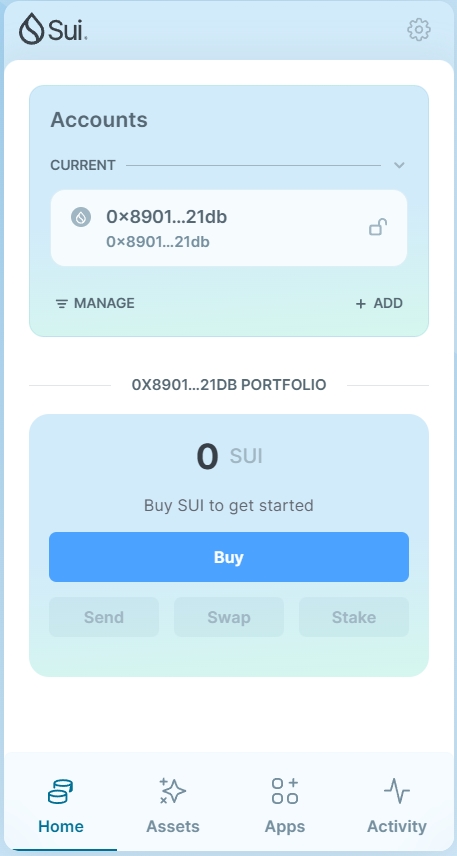 Sui.
Accounts
CURRENT
0×8901...21db
0×8901...21db
MANAGE
+ ADD
0X8901...21DB PORTFOLIO
0 SUI
Buy SUI to get started
Buy
Send Swap Stake
Home Assets Apps Activity